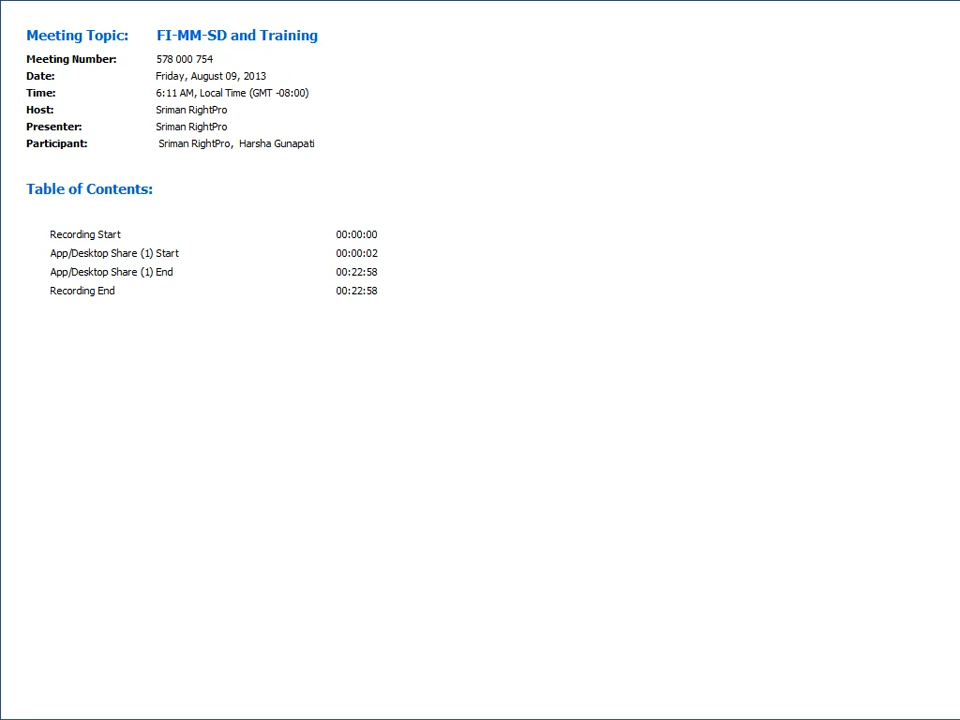 Meeting Topic: FI-MM-SD and Training
Meeting Number: 578 000 754
Date: Friday, August 09, 2013
Time: 6:11 AM, Local Time (GMT -08:00)
Host: Sriman RightPro
Presenter: Sriman RightPro
Participant: Sriman RightPro, Harsha Gunapati
Table of Contents:
Recording Start 00:00:00
App/Desktop Share (1) Start 00:00:02
App/Desktop Share (1) End 00:22:58
Recording End 00:22:58